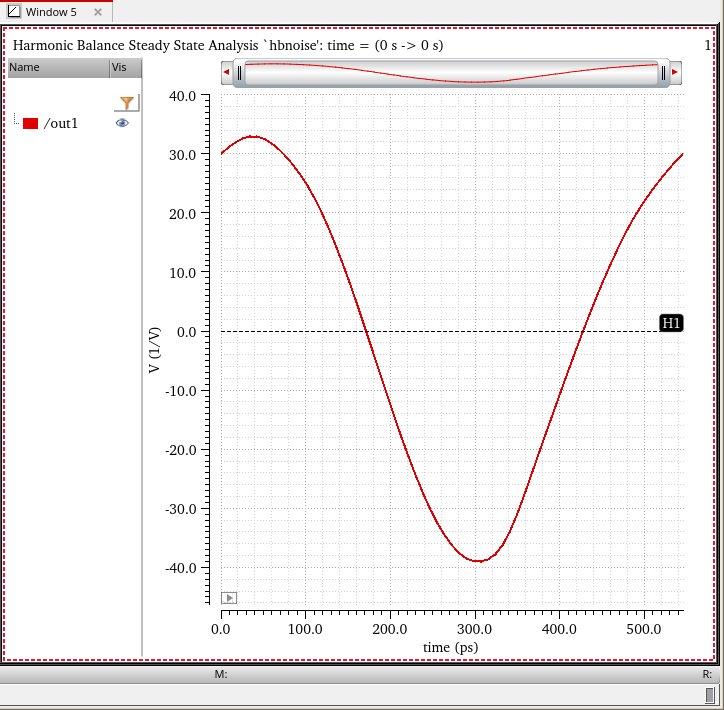 Window 5
Harmonic Balance Steady State Analysis `hbnoise': time = (0 s -> 0 s)
1
Name Vis
/out1
40.0
30.0
20.0
10.0
0.0
-10.0
-20.0
-30.0
-40.0
V (1/V)
H1
0.0 100.0 200.0 300.0 400.0 500.0
time (ps)
M: R: